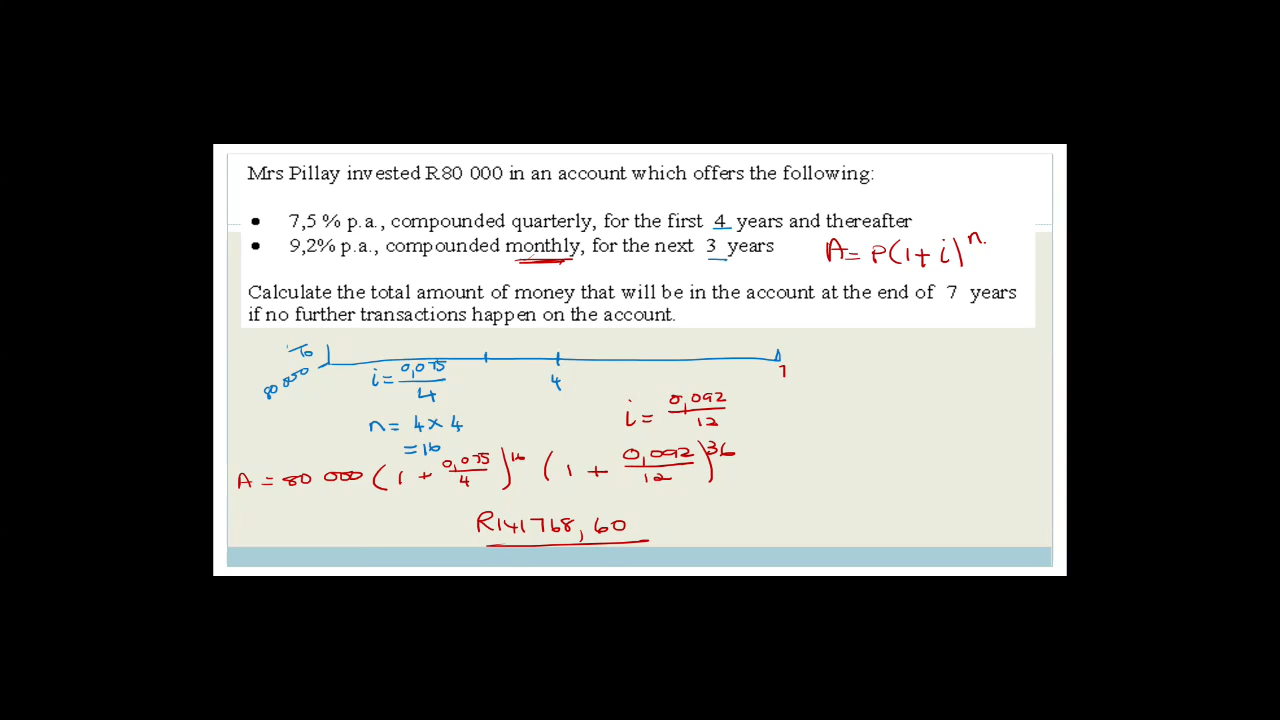 Mrs Pillay invested R80 000 in an account which offers the following:
• 7,5 % p.a., compounded quarterly, for the first 4 years and thereafter
• 9,2% p.a., compounded monthly, for the next 3 years
A = P(1 + i)^n.
Calculate the total amount of money that will be in the account at the end of 7 years
if no further transactions happen on the account.
T0
80 000
4
7
i = 0,075/4
i = 0,092/12
n = 4 × 4
= 16
A = 80 000 (1 + 0,075/4)^16 (1 + 0,092/12)^36
R141768,60